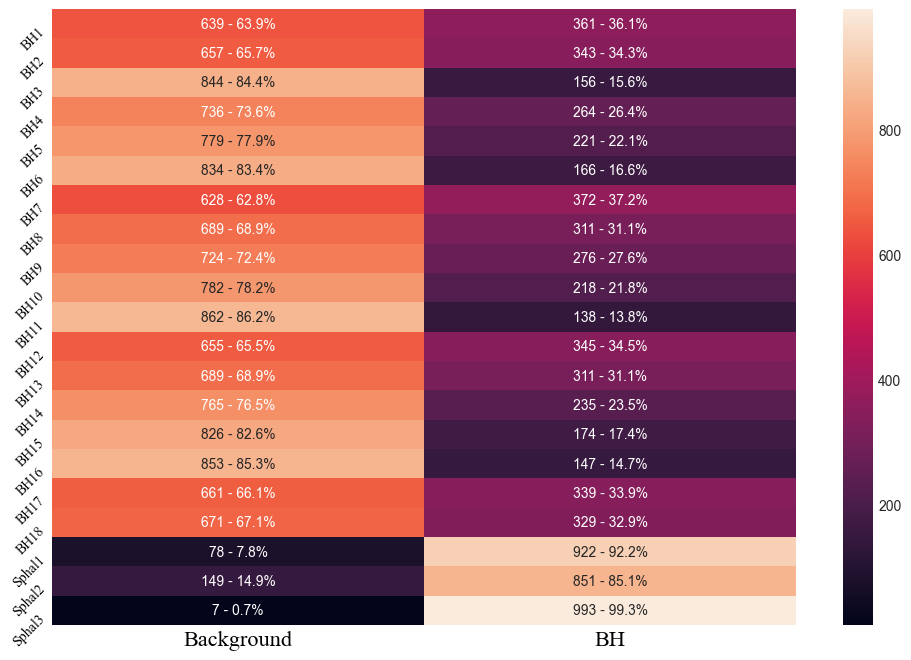 BH1 639 - 63.9% 361 - 36.1%
BH2 657 - 65.7% 343 - 34.3%
BH3 844 - 84.4% 156 - 15.6%
BH4 736 - 73.6% 264 - 26.4%
BH5 779 - 77.9% 221 - 22.1%
BH6 834 - 83.4% 166 - 16.6%
BH7 628 - 62.8% 372 - 37.2%
BH8 689 - 68.9% 311 - 31.1%
BH9 724 - 72.4% 276 - 27.6%
BH10 782 - 78.2% 218 - 21.8%
BH11 862 - 86.2% 138 - 13.8%
BH12 655 - 65.5% 345 - 34.5%
BH13 689 - 68.9% 311 - 31.1%
BH14 765 - 76.5% 235 - 23.5%
BH15 826 - 82.6% 174 - 17.4%
BH16 853 - 85.3% 147 - 14.7%
BH17 661 - 66.1% 339 - 33.9%
BH18 671 - 67.1% 329 - 32.9%
Sphal1 78 - 7.8% 922 - 92.2%
Sphal2 149 - 14.9% 851 - 85.1%
Sphal3 7 - 0.7% 993 - 99.3%
Background BH
800
600
400
200